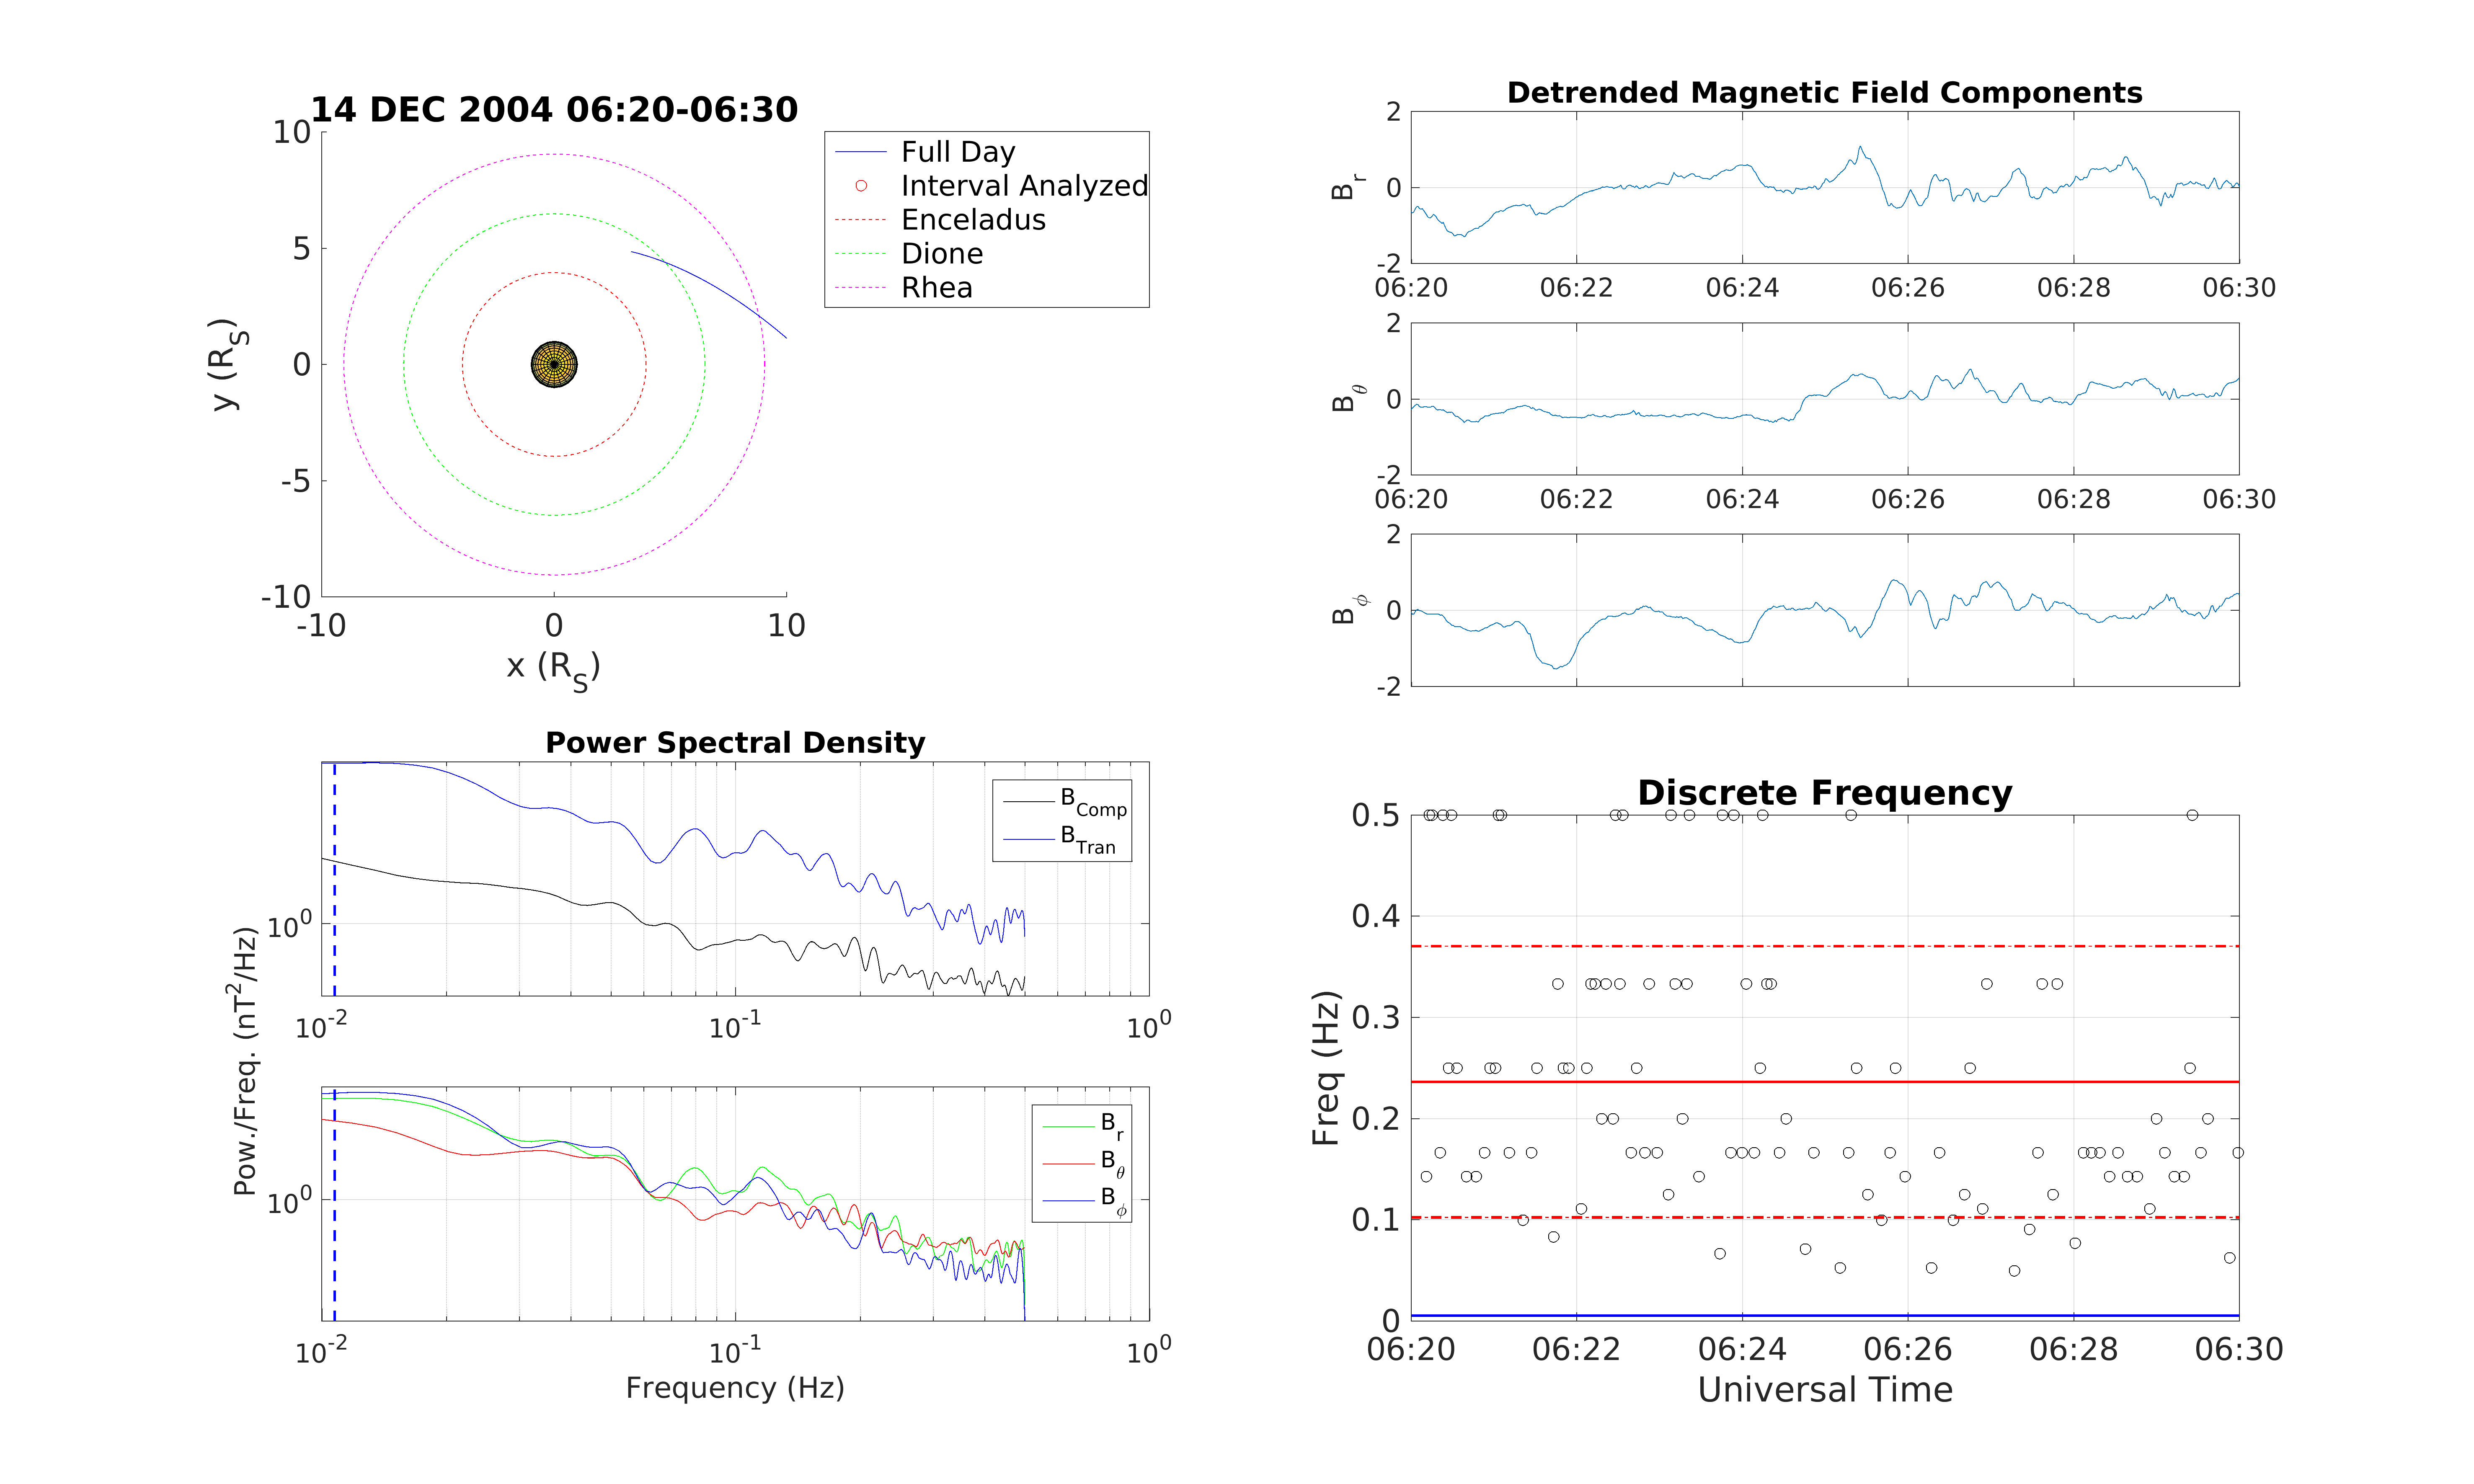 14 DEC 2004 06:20-06:30
10
5
0
-5
-10
-10 0 10
y (R_S)
x (R_S)
Full Day
Interval Analyzed
Enceladus
Dione
Rhea
Detrended Magnetic Field Components
2
0
-2
B_r
06:20 06:22 06:24 06:26 06:28 06:30
2
0
-2
B_θ
06:20 06:22 06:24 06:26 06:28 06:30
2
0
-2
B_ϕ
Power Spectral Density
B_Comp
B_Tran
10^0
10^-2 10^-1 10^0
Pow./Freq. (nT^2/Hz)
B_r
B_θ
B_ϕ
10^0
10^-2 10^-1 10^0
Frequency (Hz)
Discrete Frequency
0.5
0.4
0.3
0.2
0.1
0
Freq (Hz)
06:20 06:22 06:24 06:26 06:28 06:30
Universal Time